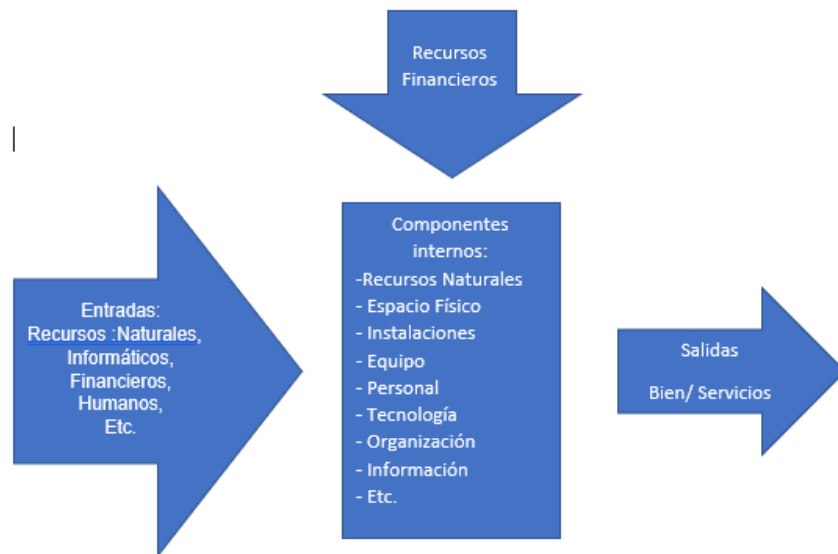 Recursos
Financieros
Entradas:
Recursos :Naturales,
Informáticos,
Financieros,
Humanos,
Etc.
Componentes
internos:
-Recursos Naturales
- Espacio Físico
- Instalaciones
- Equipo
- Personal
- Tecnología
- Organización
- Información
- Etc.
Salidas
Bien/ Servicios